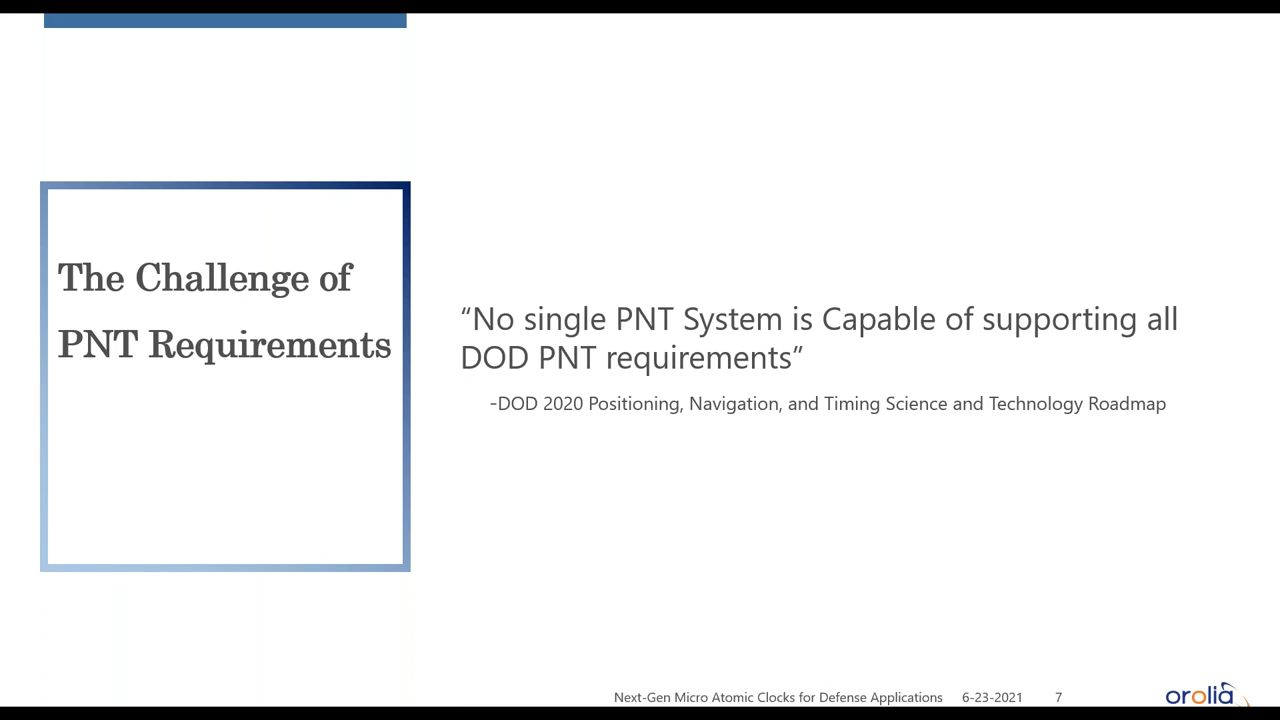 The Challenge of
PNT Requirements
“No single PNT System is Capable of supporting all
DOD PNT requirements”
-DOD 2020 Positioning, Navigation, and Timing Science and Technology Roadmap
Next-Gen Micro Atomic Clocks for Defense Applications 6-23-2021 7
orolia